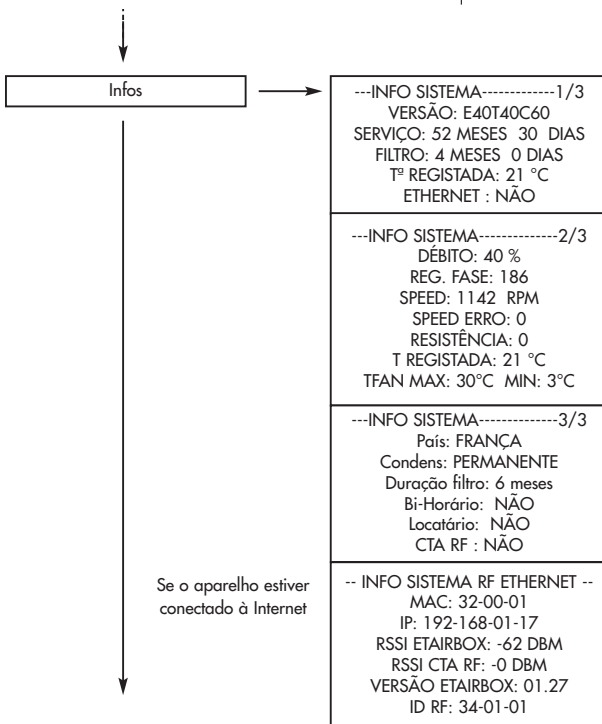 Infos
---INFO SISTEMA-------------1/3
VERSÃO: E40T40C60
SERVIÇO: 52 MESES 30 DIAS
FILTRO: 4 MESES 0 DIAS
Tª REGISTADA: 21 °C
ETHERNET : NÃO
---INFO SISTEMA--------------2/3
DÉBITO: 40 %
REG. FASE: 186
SPEED: 1142 RPM
SPEED ERRO: 0
RESISTÊNCIA: 0
T REGISTADA: 21 °C
TFAN MAX: 30°C MIN: 3°C
---INFO SISTEMA--------------3/3
País: FRANÇA
Condens: PERMANENTE
Duração filtro: 6 meses
Bi-Horário: NÃO
Locatário: NÃO
CTA RF : NÃO
Se o aparelho estiver
conectado à Internet
-- INFO SISTEMA RF ETHERNET --
MAC: 32-00-01
IP: 192-168-01-17
RSSI ETAIRBOX: -62 DBM
RSSI CTA RF: -0 DBM
VERSÃO ETAIRBOX: 01.27
ID RF: 34-01-01